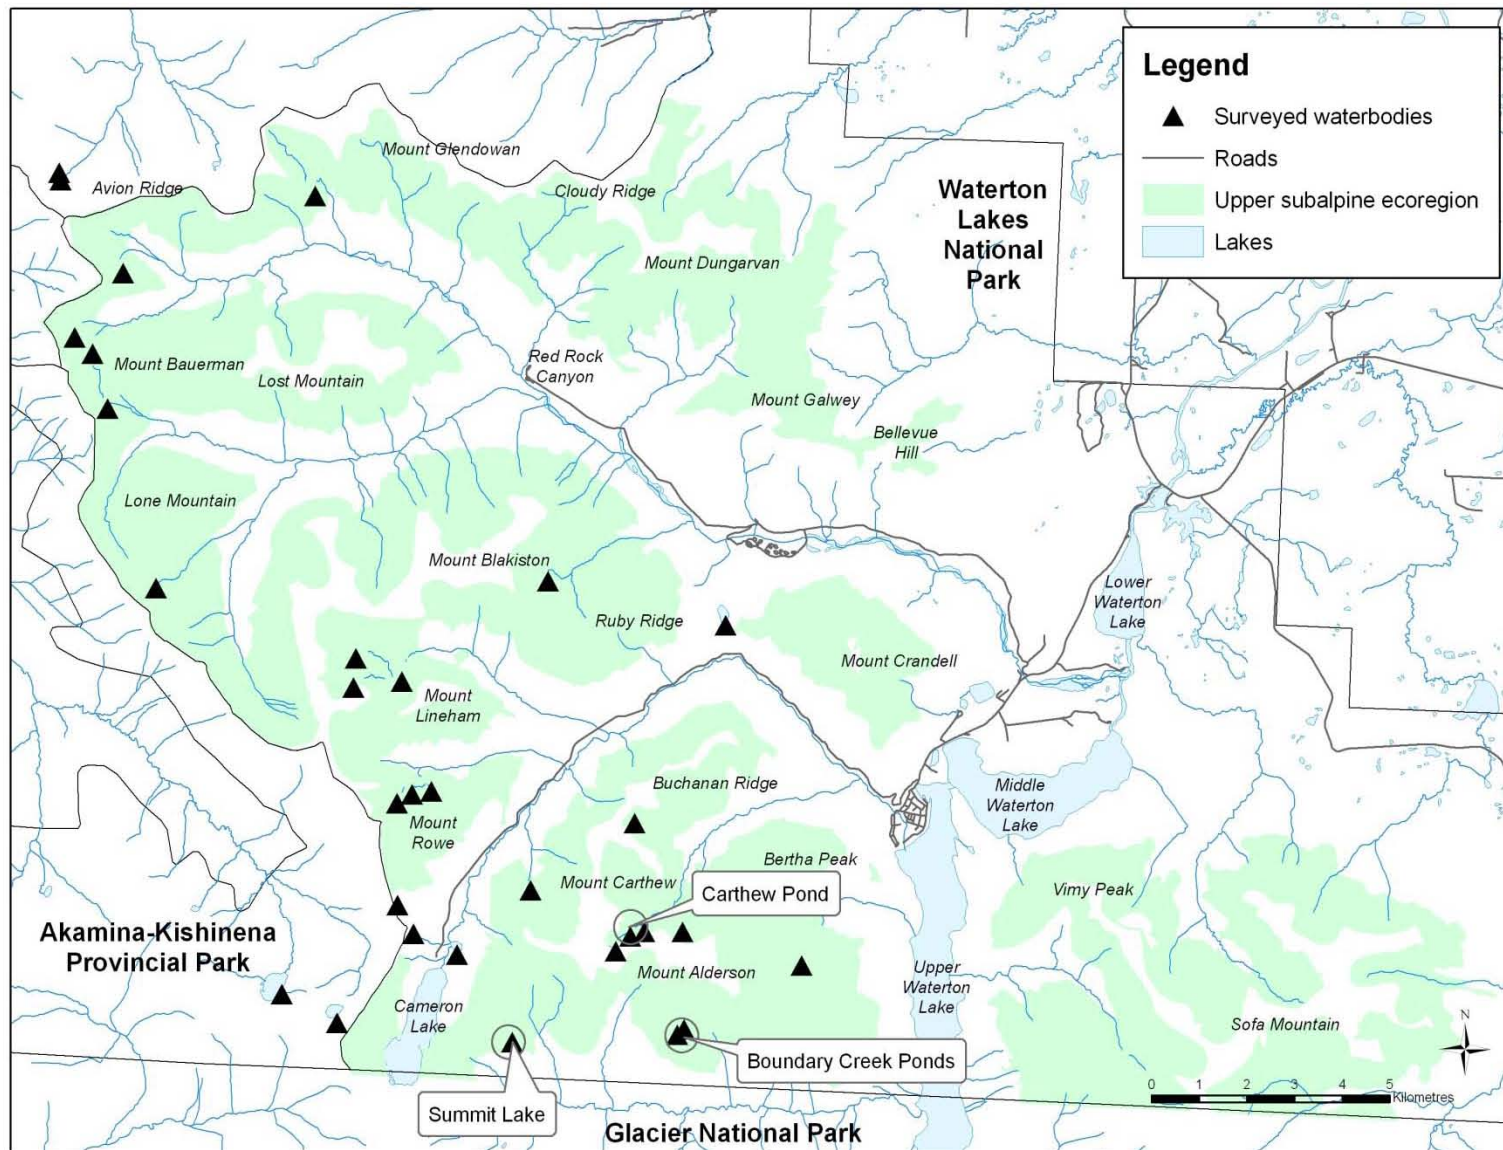 Legend
Surveyed waterbodies
Roads
Upper subalpine ecoregion
Lakes
Mount Glendowan
Avion Ridge
Cloudy Ridge
Waterton
Lakes
National
Park
Mount Dungarvan
Red Rock
Canyon
Mount Bauerman
Lost Mountain
Mount Galwey
Bellevue
Hill
Lone Mountain
Mount Blakiston
Ruby Ridge
Lower
Waterton
Lake
Mount Crandell
Mount
Lineham
Buchanan Ridge
Middle
Waterton
Lake
Mount
Rowe
Bertha Peak
Mount Carthew
Carthew Pond
Vimy Peak
Akamina-Kishinena
Provincial Park
Mount Alderson
Upper
Waterton
Lake
Cameron
Lake
Sofa Mountain
N
Boundary Creek Ponds
0 1 2 3 4 5
Kilometres
Summit Lake
Glacier National Park